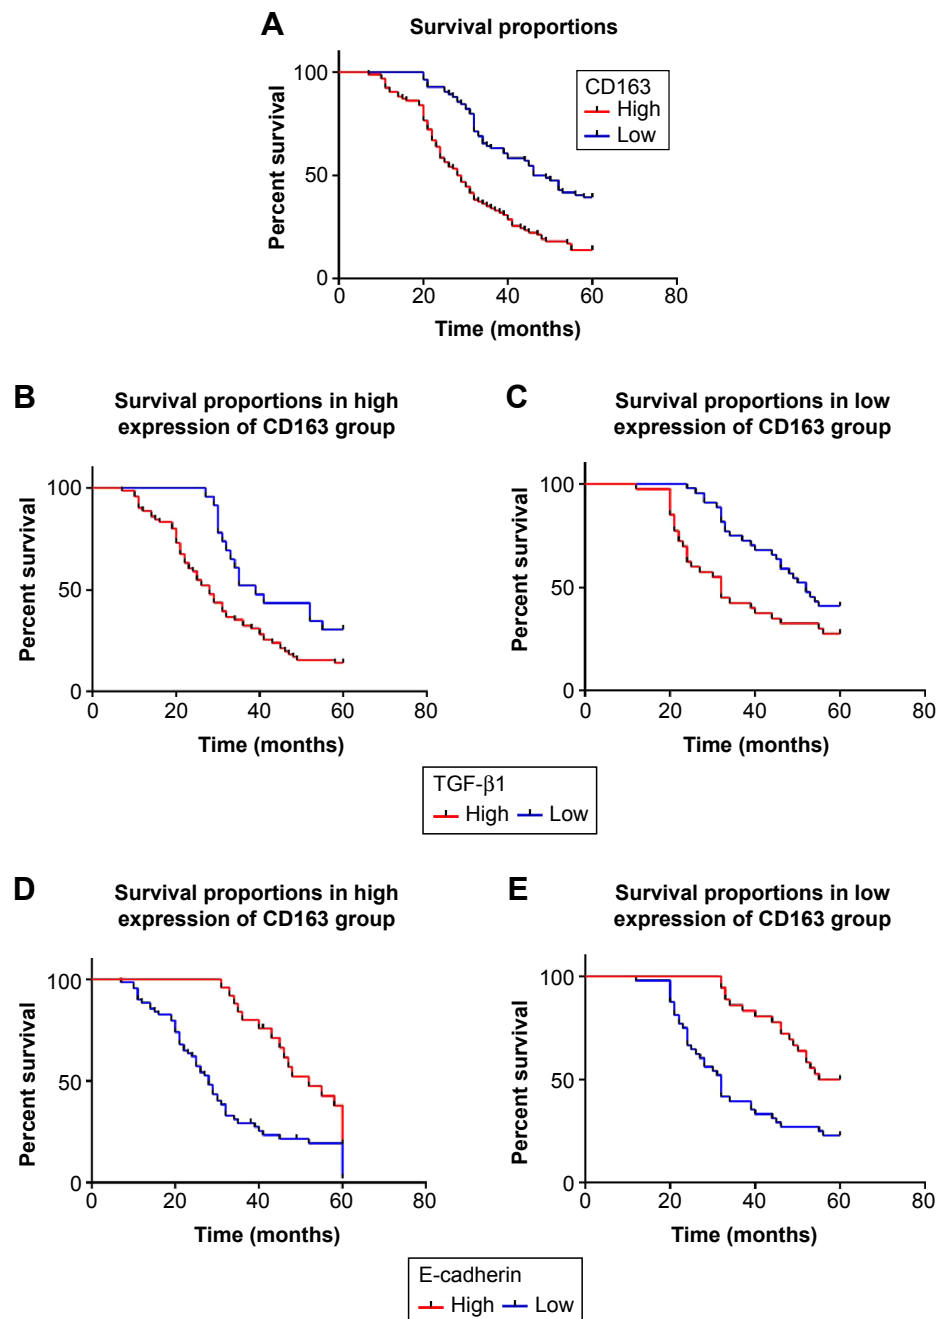 A
Survival proportions
Percent survival
100
50
0
0 20 40 60 80
Time (months)
CD163
High
Low
B
Survival proportions in high
expression of CD163 group
Percent survival
100
50
0
0 20 40 60 80
Time (months)
C
Survival proportions in low
expression of CD163 group
Percent survival
100
50
0
0 20 40 60 80
Time (months)
TGF-β1
High Low
D
Survival proportions in high
expression of CD163 group
Percent survival
100
50
0
0 20 40 60 80
Time (months)
E
Survival proportions in low
expression of CD163 group
Percent survival
100
50
0
0 20 40 60 80
Time (months)
E-cadherin
High Low